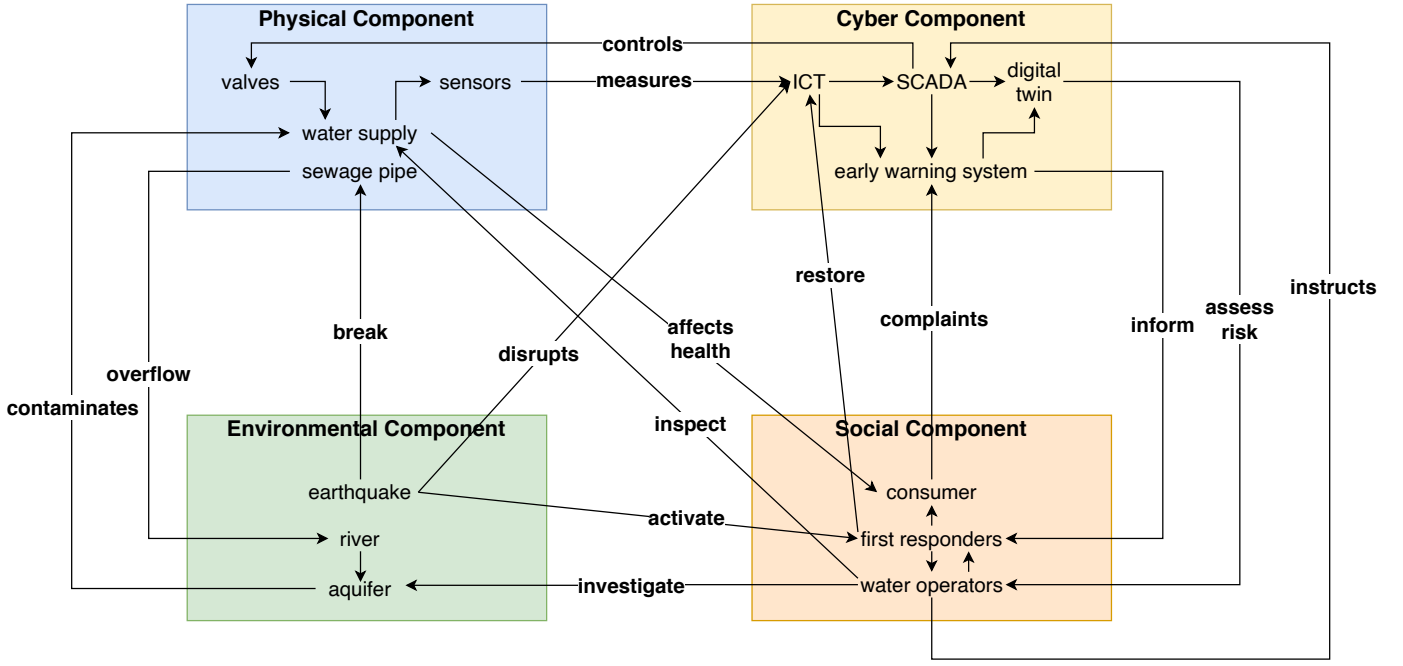 Physical Component
Cyber Component
controls
valves
sensors
measures
ICT
SCADA
digital
twin
water supply
sewage pipe
early warning system
restore
instructs
complaints
assess
risk
inform
break
affects
health
disrupts
overflow
contaminates
inspect
Environmental Component
Social Component
earthquake
consumer
activate
river
first responders
aquifer
investigate
water operators